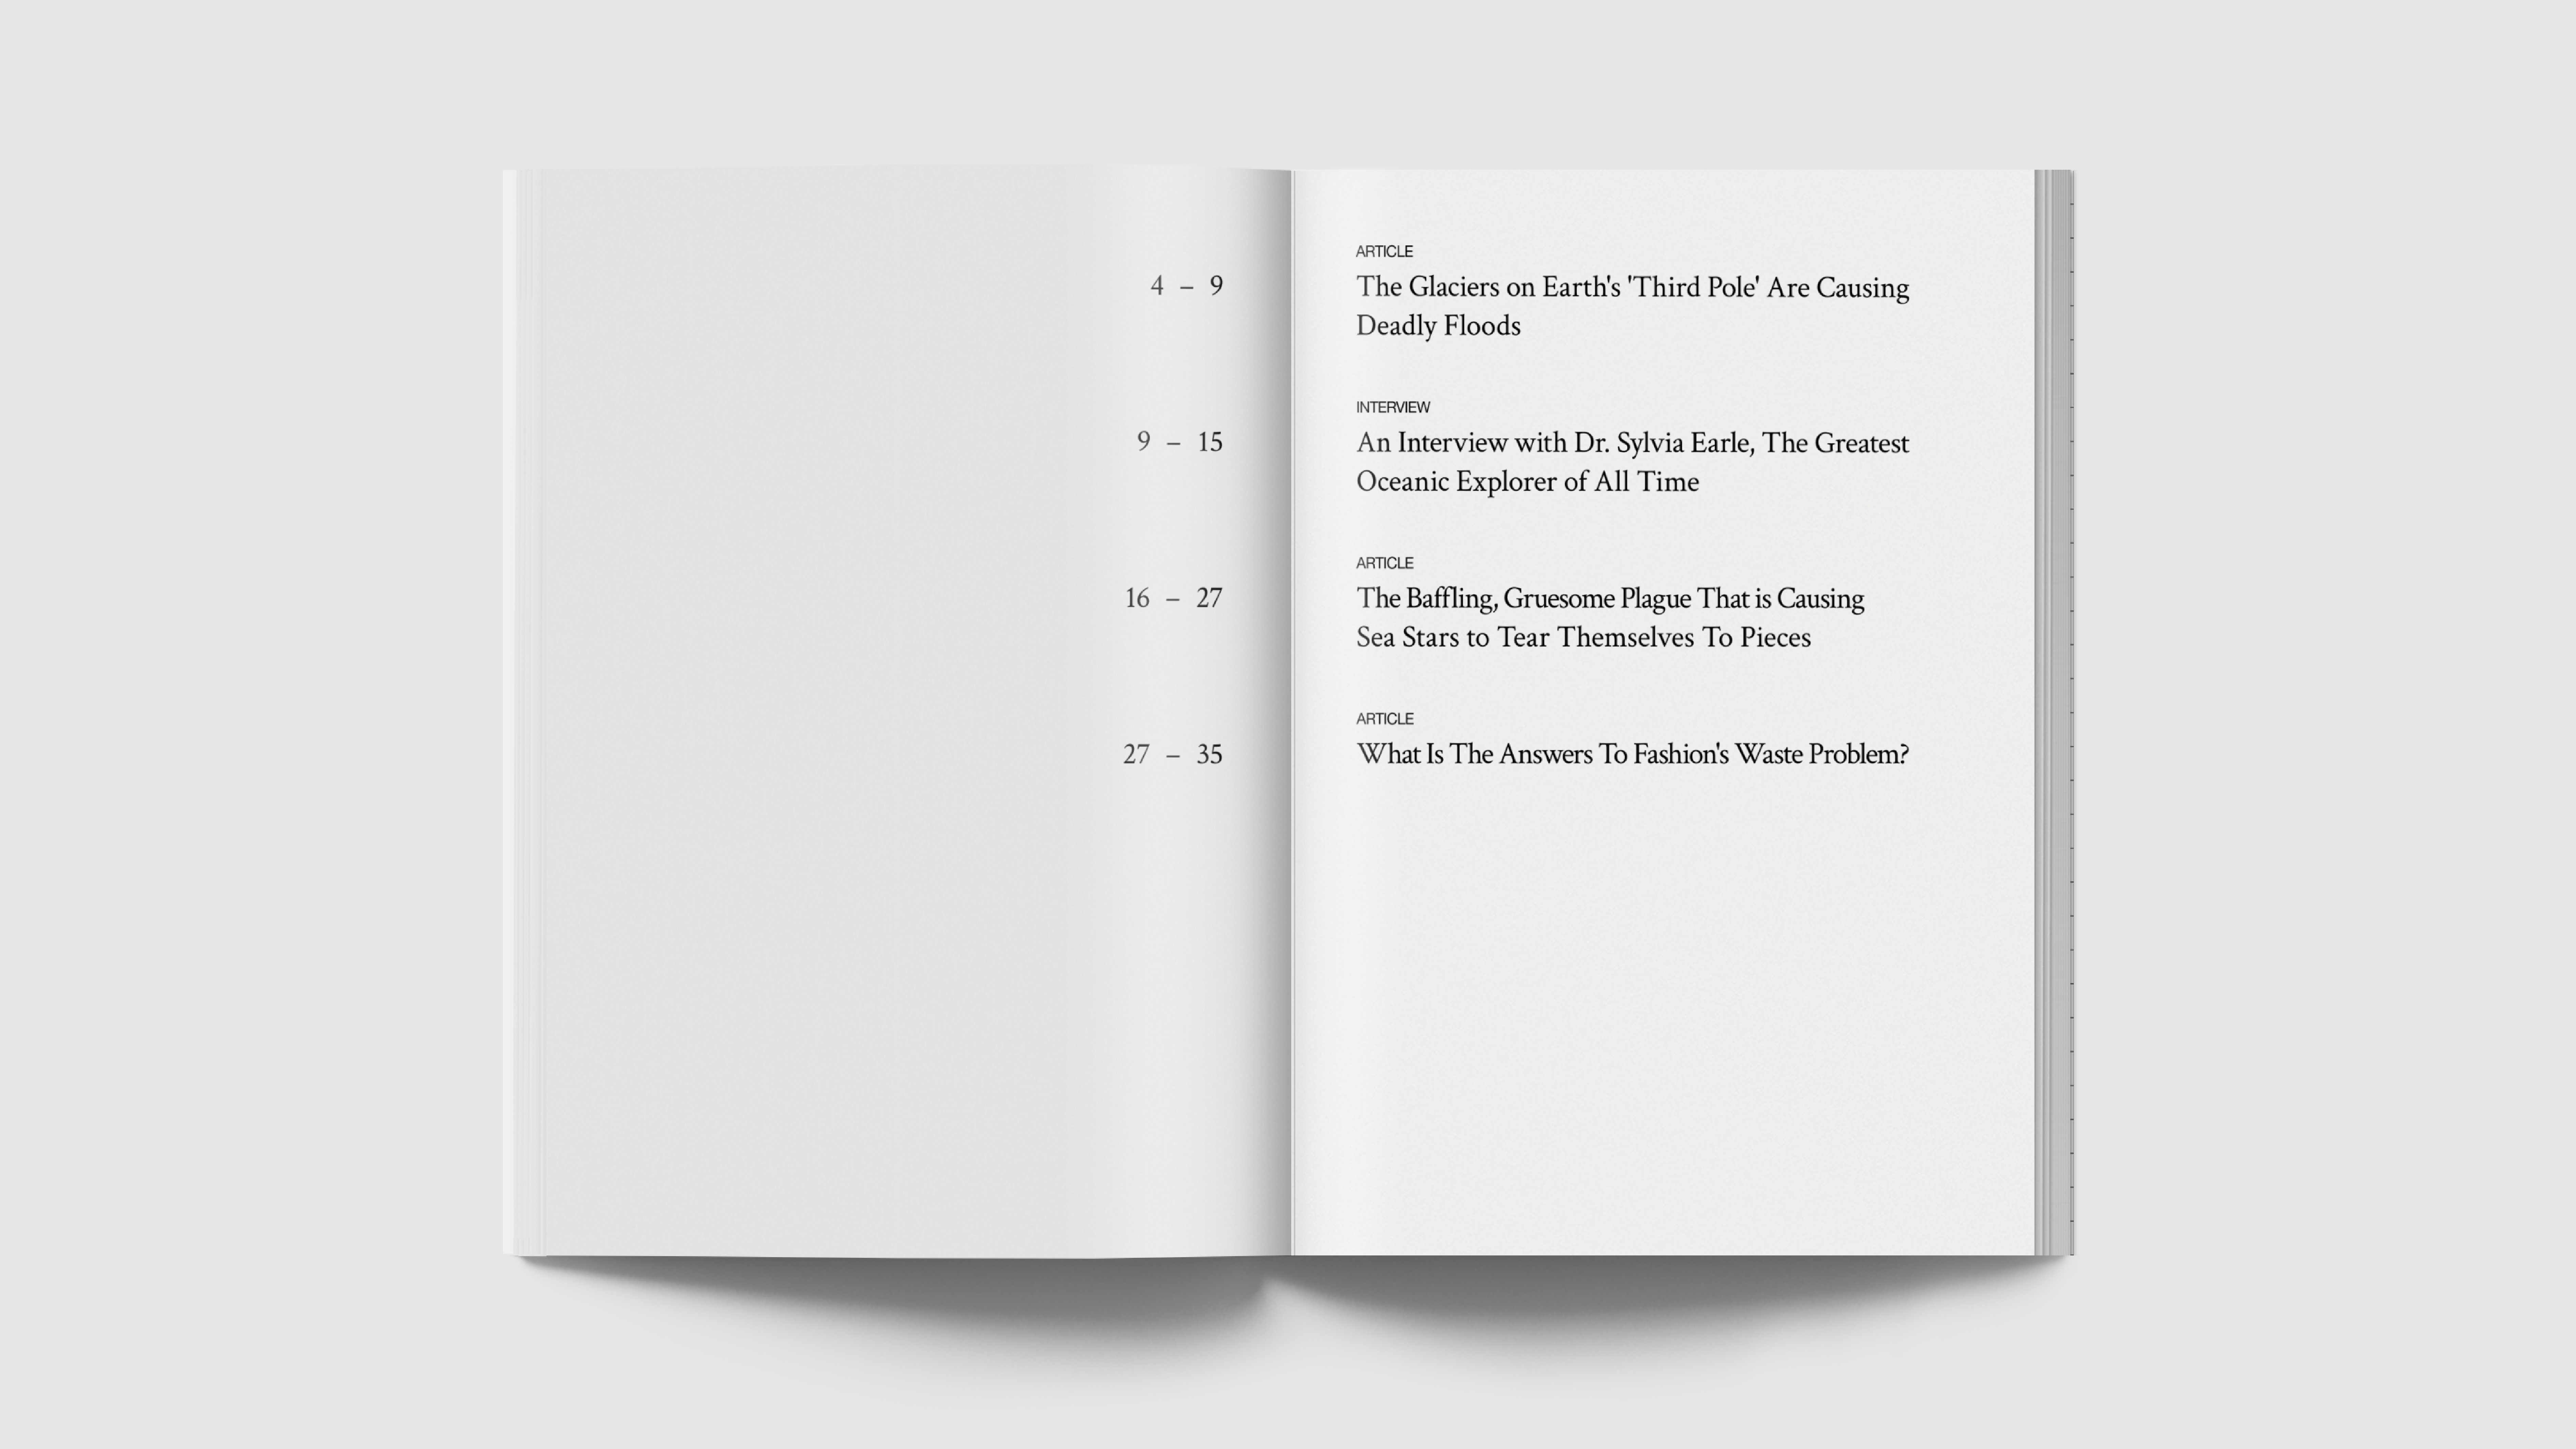 ARTICLE
4 – 9 The Glaciers on Earth's 'Third Pole' Are Causing
Deadly Floods
INTERVIEW
9 – 15 An Interview with Dr. Sylvia Earle, The Greatest
Oceanic Explorer of All Time
ARTICLE
16 – 27 The Baffling, Gruesome Plague That is Causing
Sea Stars to Tear Themselves To Pieces
ARTICLE
27 – 35 What Is The Answers To Fashion's Waste Problem?